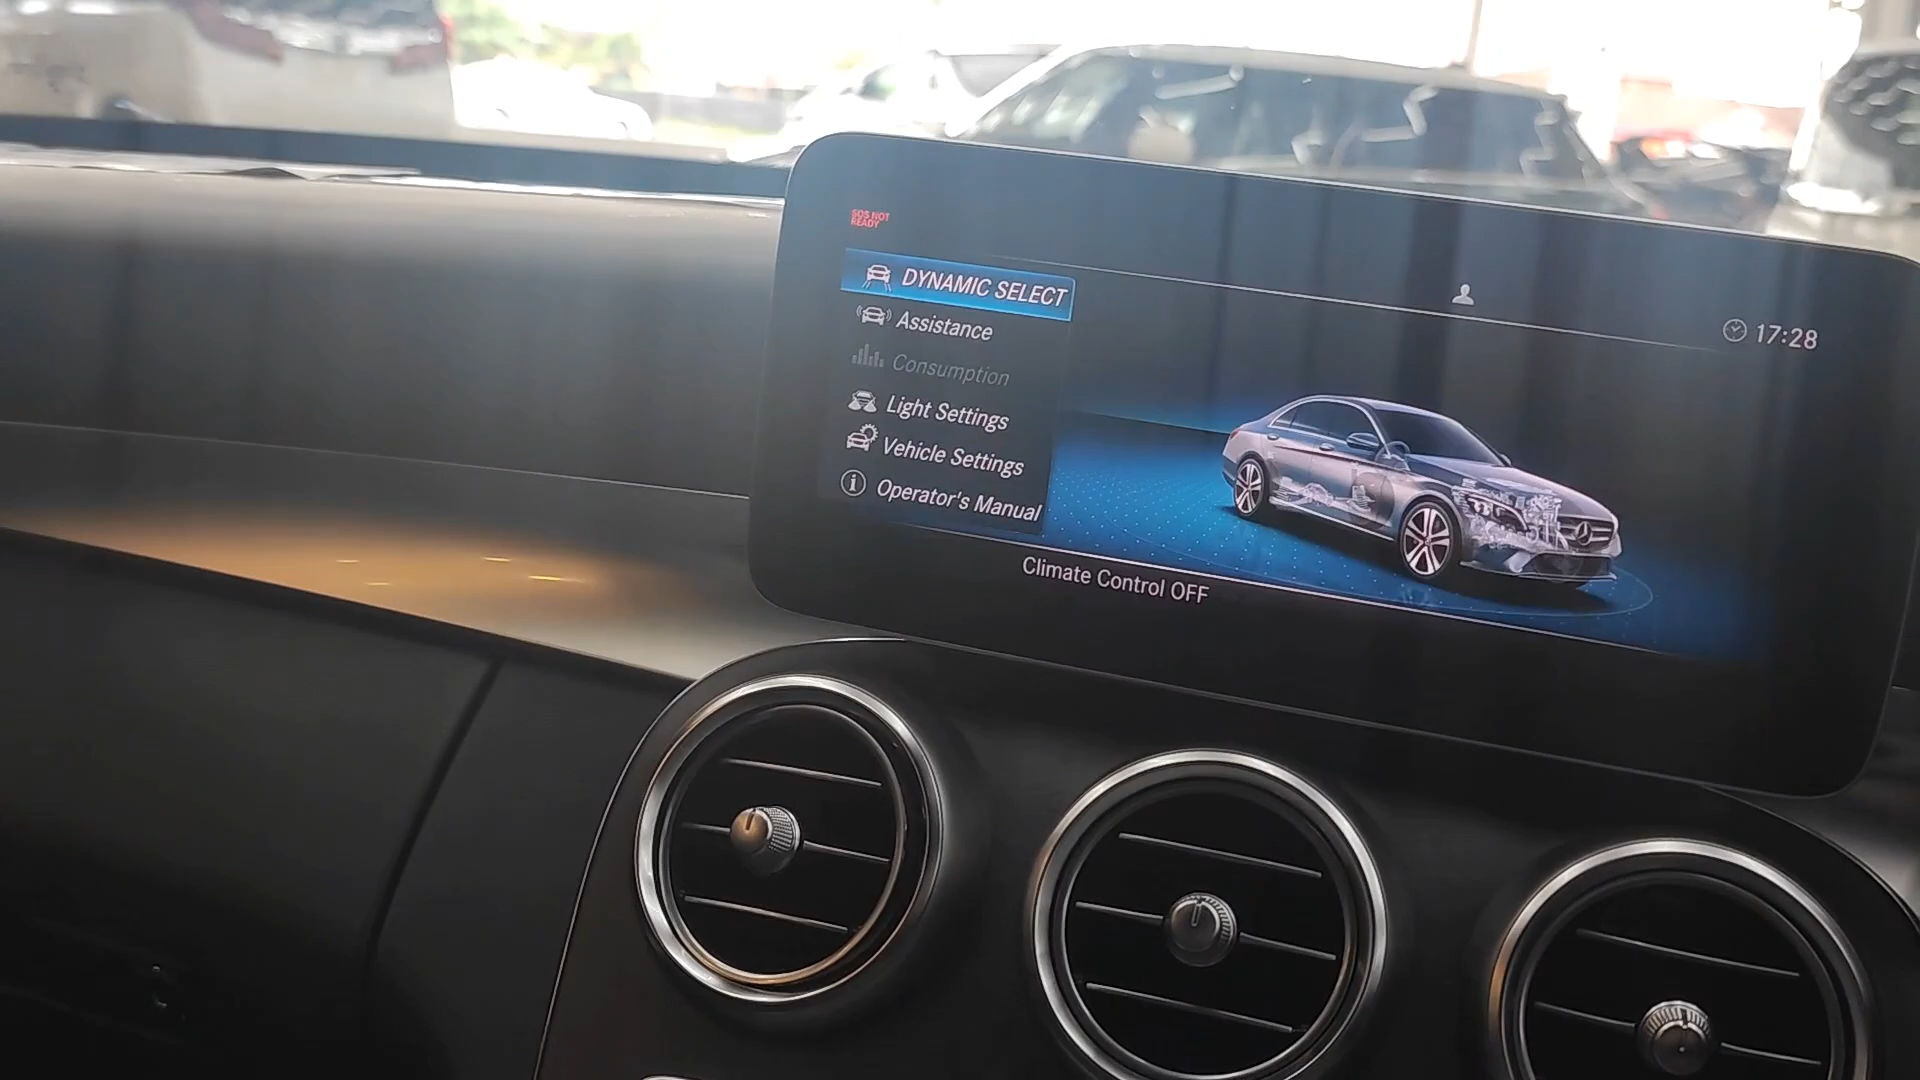 SOS NOT
READY
DYNAMIC SELECT
Assistance
Consumption
Light Settings
Vehicle Settings
Operator's Manual
17:28
Climate Control OFF